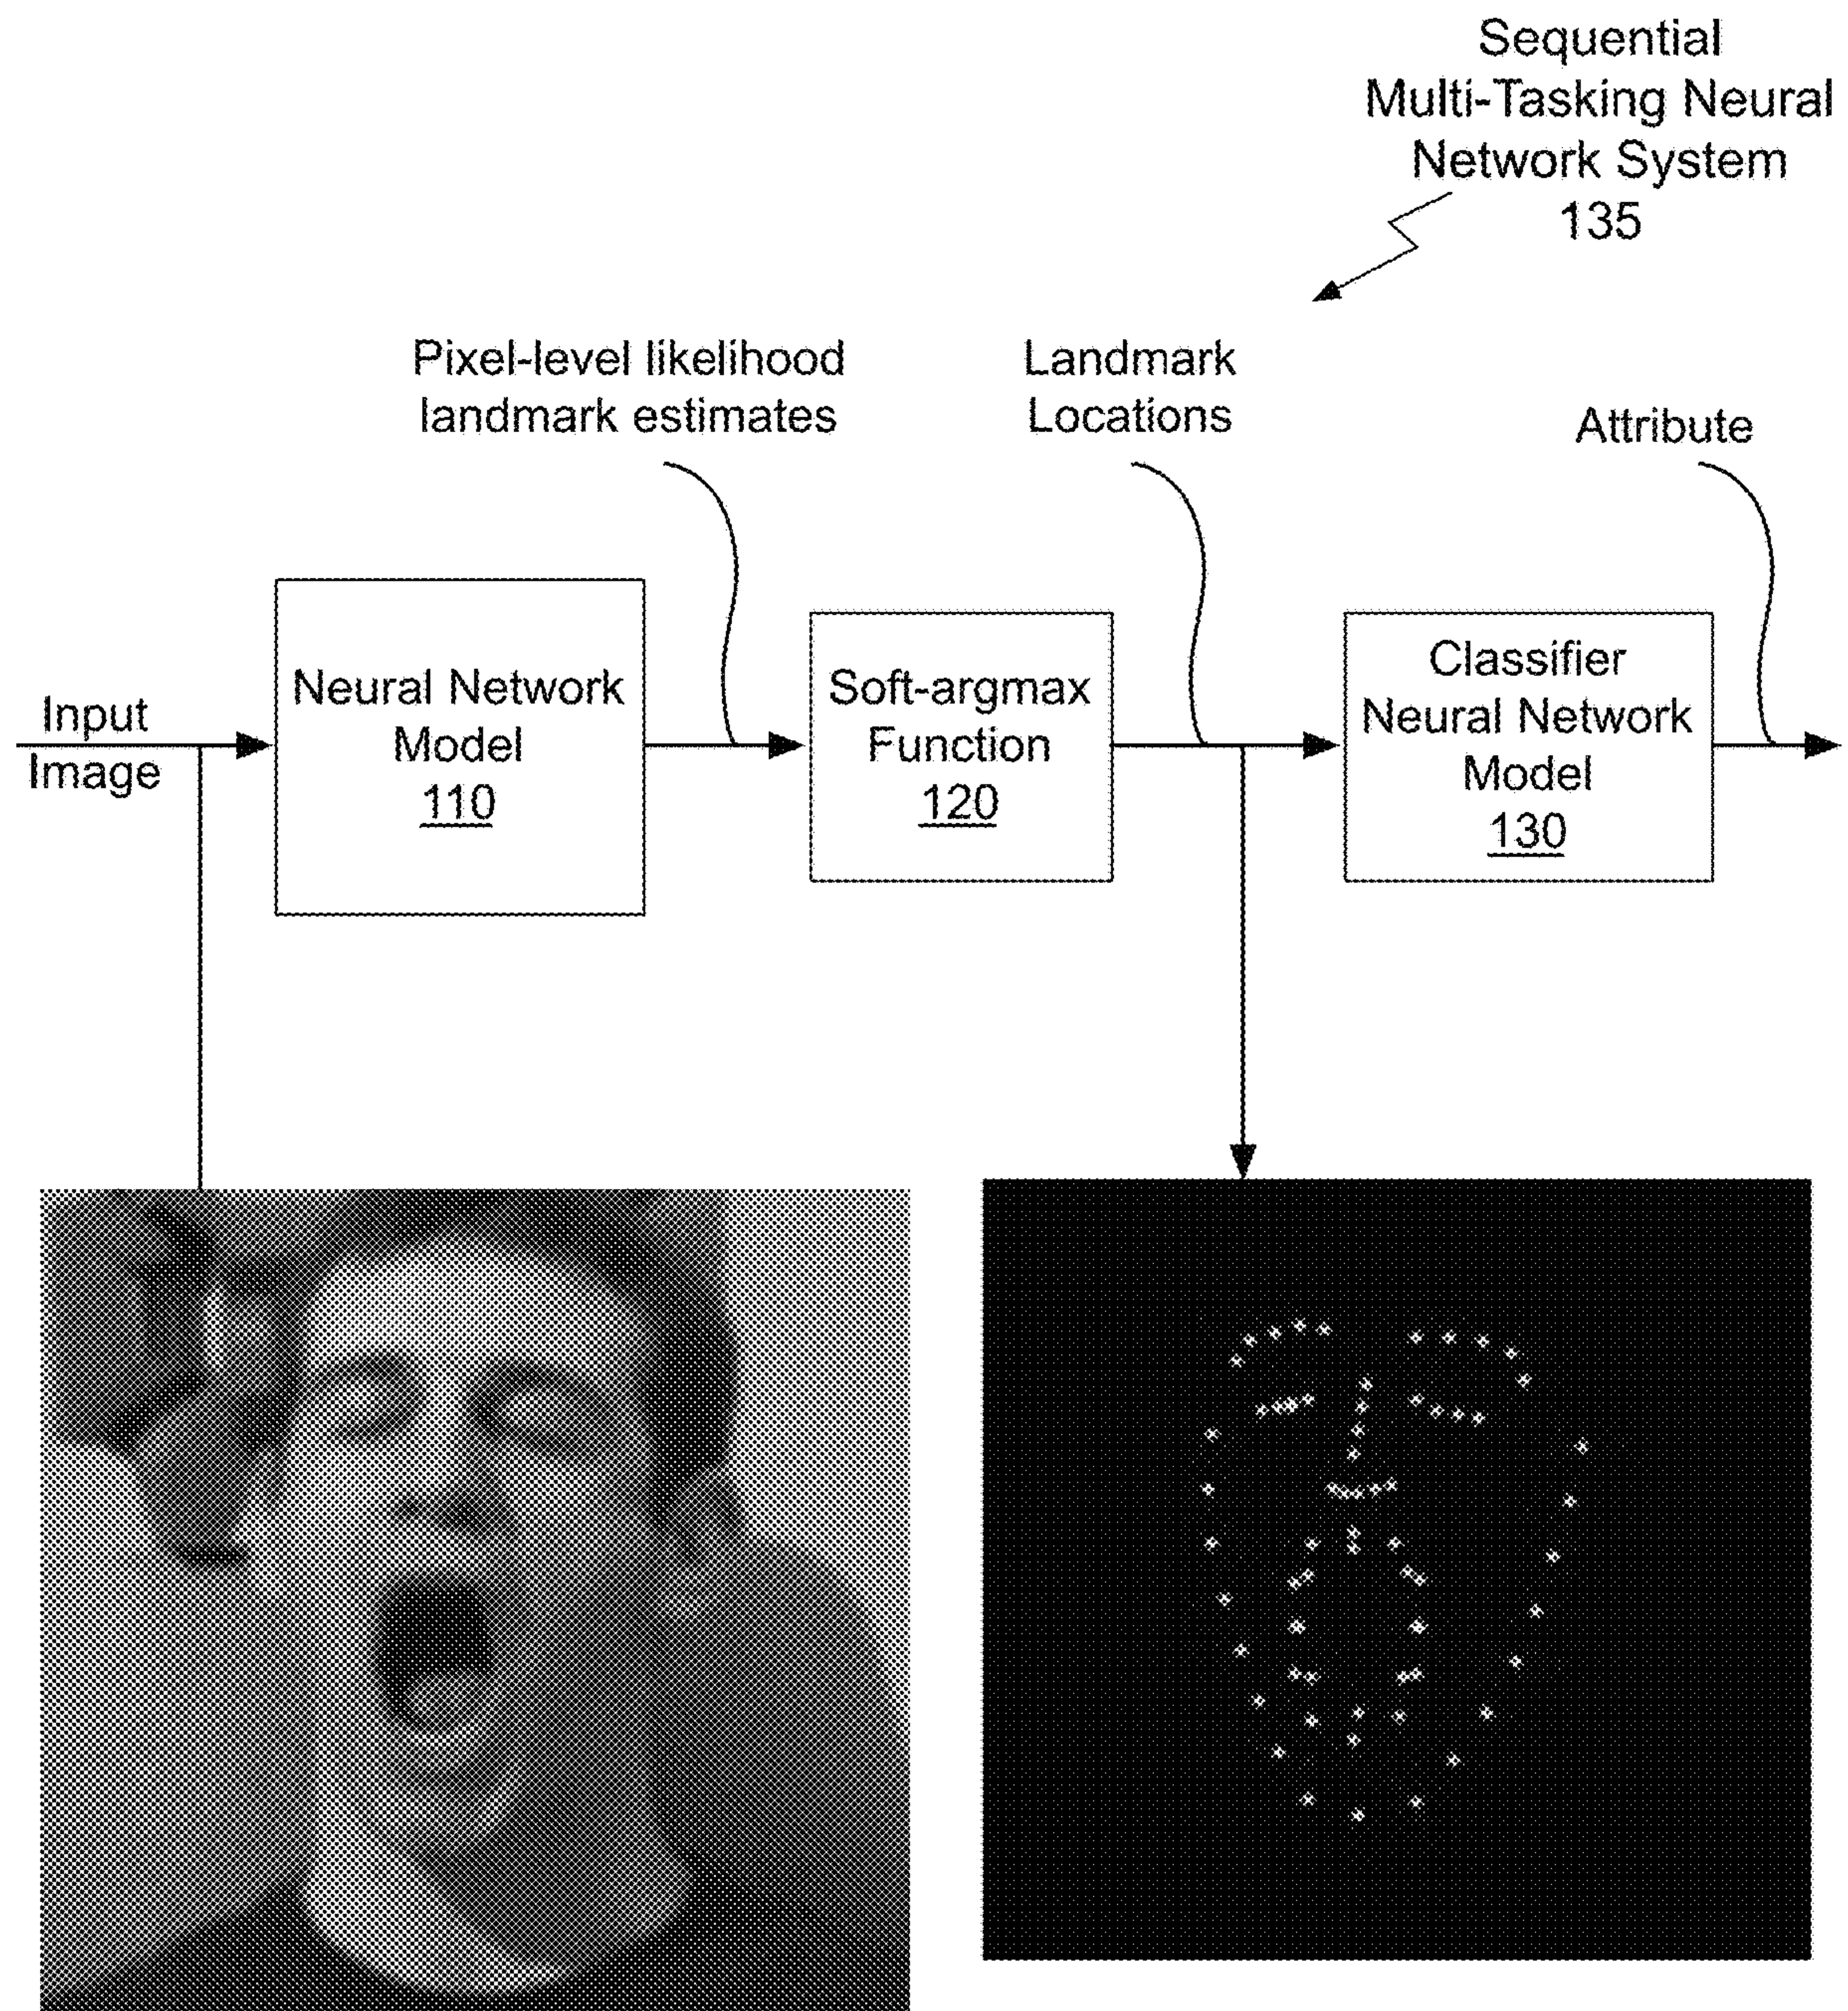 Sequential
Multi-Tasking Neural
Network System
135
Pixel-level likelihood
landmark estimates
Landmark
Locations
Attribute
Input
Image
Neural Network
Model
110
Soft-argmax
Function
120
Classifier
Neural Network
Model
130